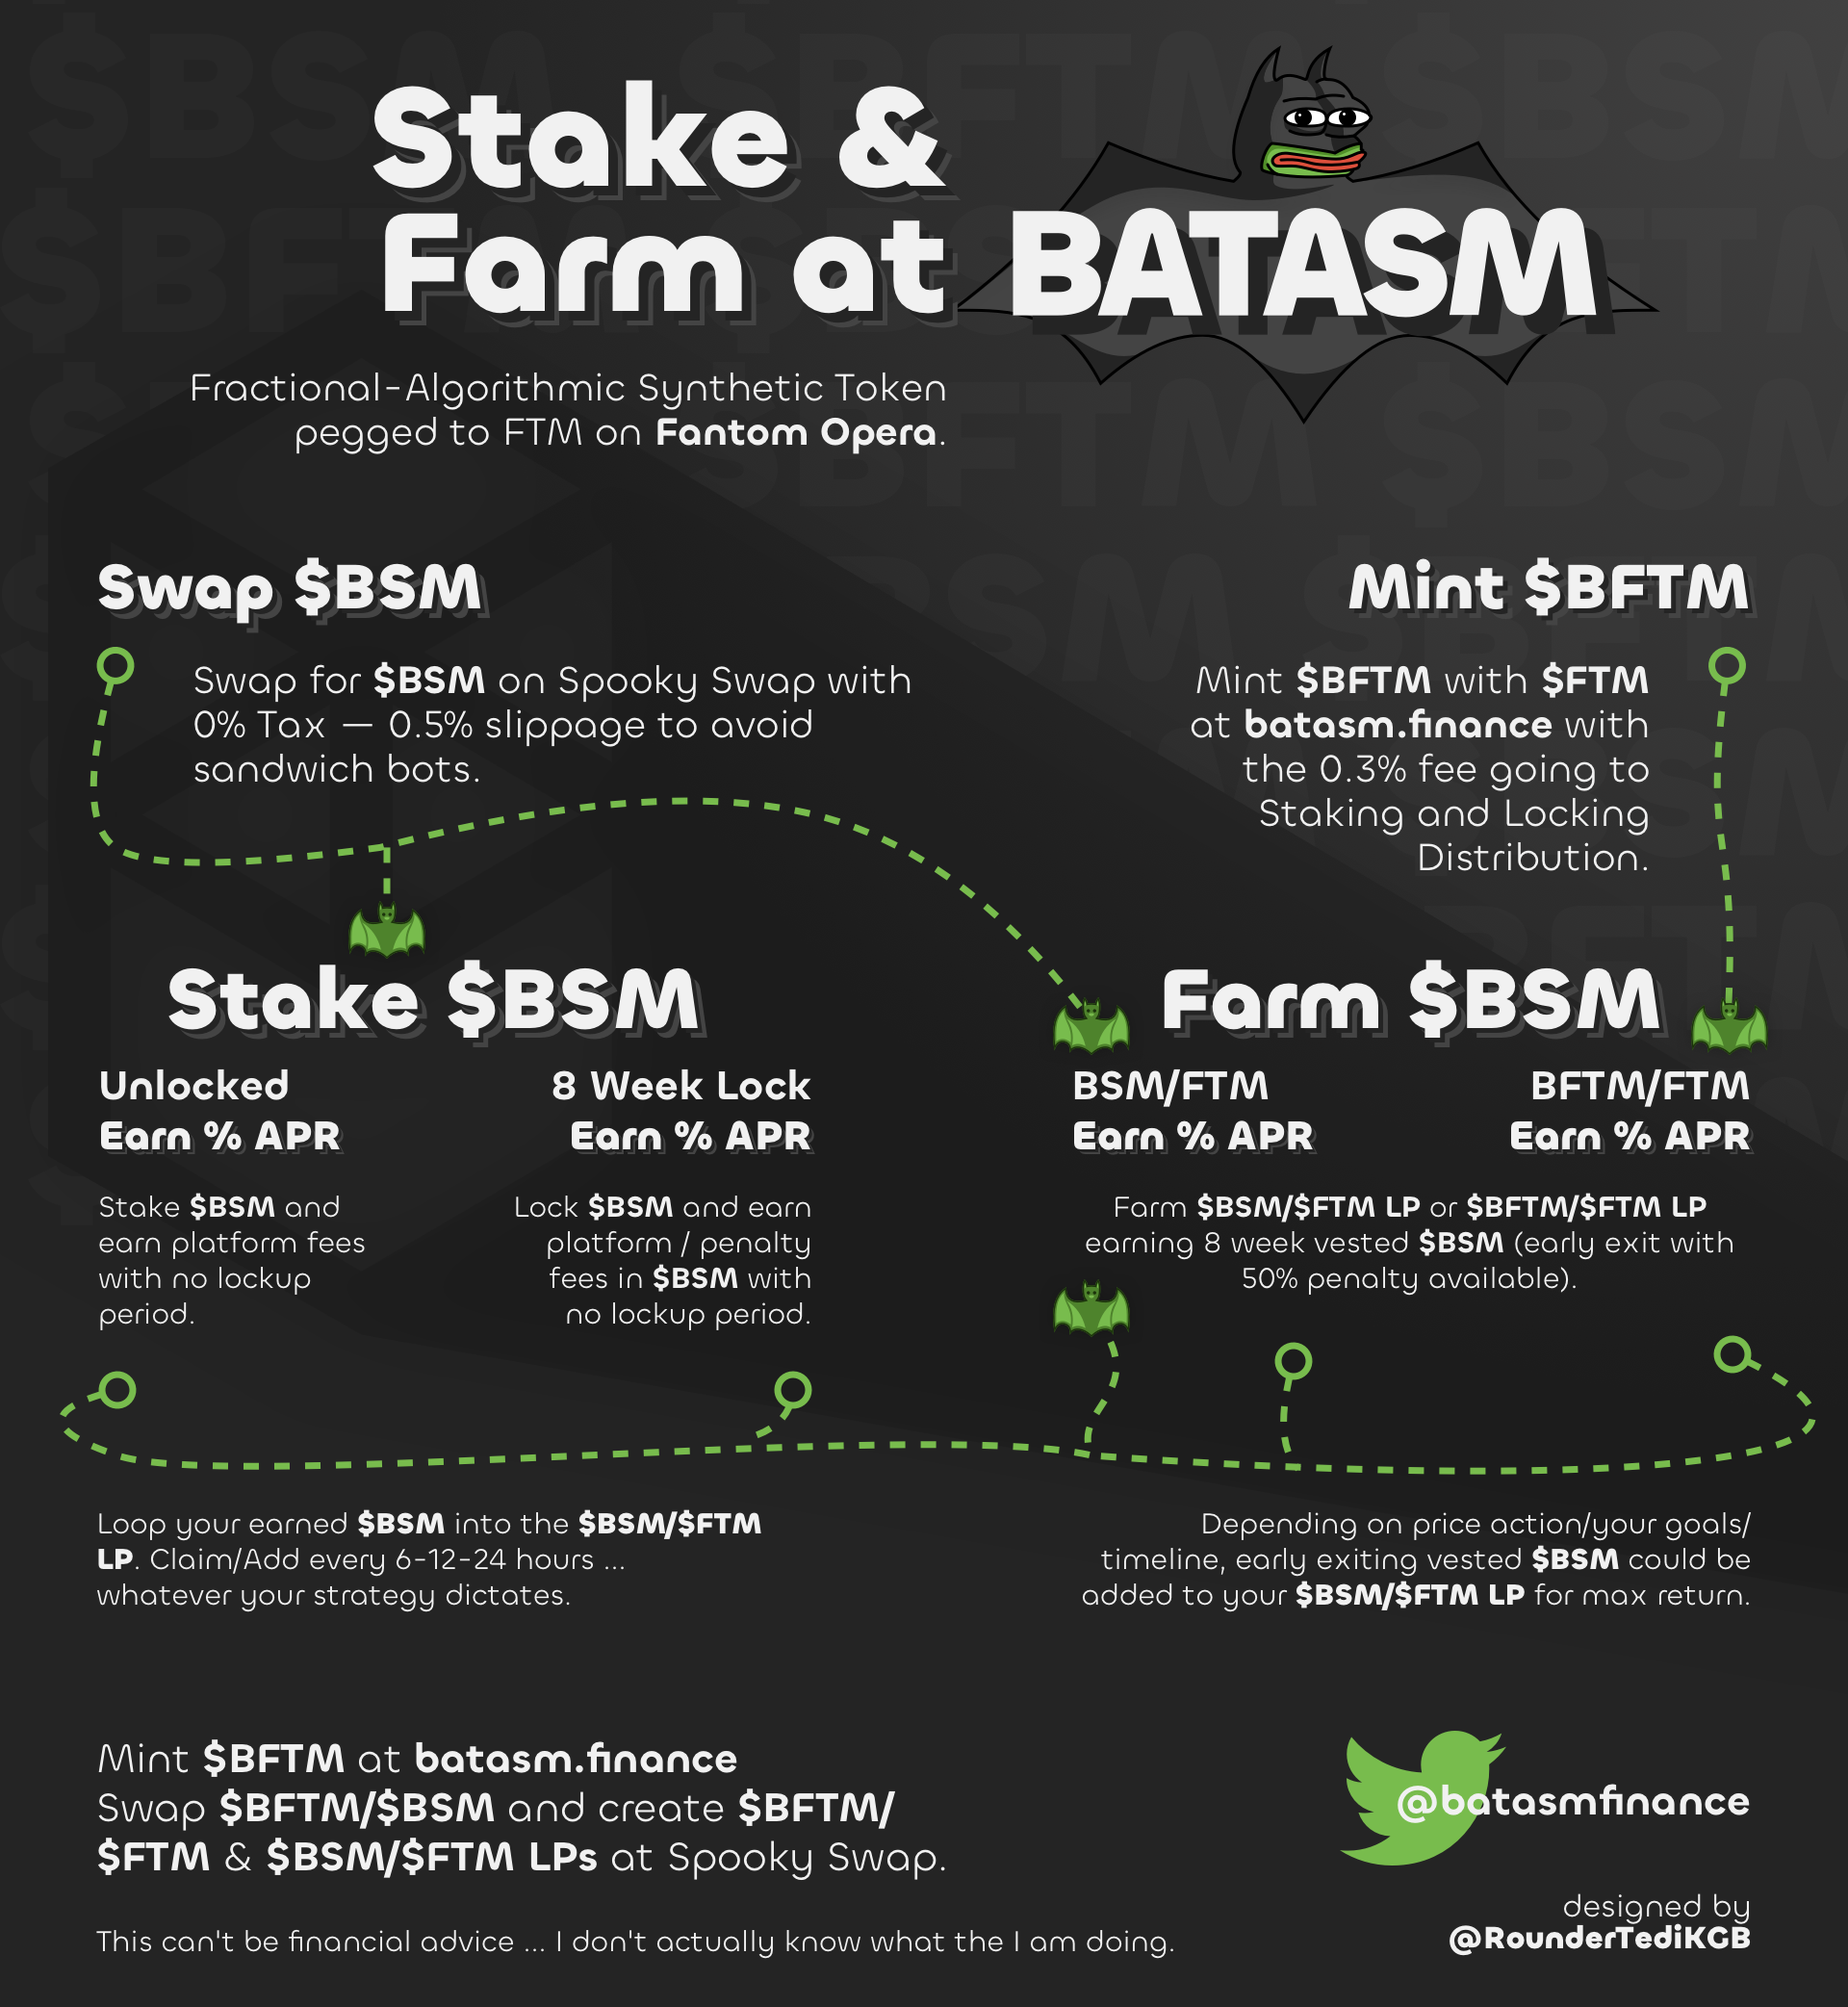 Stake &
Farm at BATASM
Fractional-Algorithmic Synthetic Token
pegged to FTM on Fantom Opera.
Swap $BSM
Swap for $BSM on Spooky Swap with
0% Tax — 0.5% slippage to avoid
sandwich bots.
Mint $BFTM
Mint $BFTM with $FTM
at batasm.finance with
the 0.3% fee going to
Staking and Locking
Distribution.
Stake $BSM
Unlocked
Earn % APR
Stake $BSM and
earn platform fees
with no lockup
period.
8 Week Lock
Earn % APR
Lock $BSM and earn
platform / penalty
fees in $BSM with
no lockup period.
Farm $BSM
BSM/FTM
Earn % APR
BFTM/FTM
Earn % APR
Farm $BSM/$FTM LP or $BFTM/$FTM LP
earning 8 week vested $BSM (early exit with
50% penalty available).
Loop your earned $BSM into the $BSM/$FTM
LP. Claim/Add every 6-12-24 hours ...
whatever your strategy dictates.
Depending on price action/your goals/
timeline, early exiting vested $BSM could be
added to your $BSM/$FTM LP for max return.
Mint $BFTM at batasm.finance
Swap $BFTM/$BSM and create $BFTM/
$FTM & $BSM/$FTM LPs at Spooky Swap.
This can't be financial advice ... I don't actually know what the I am doing.
@batasmfinance
designed by
@RounderTediKGB